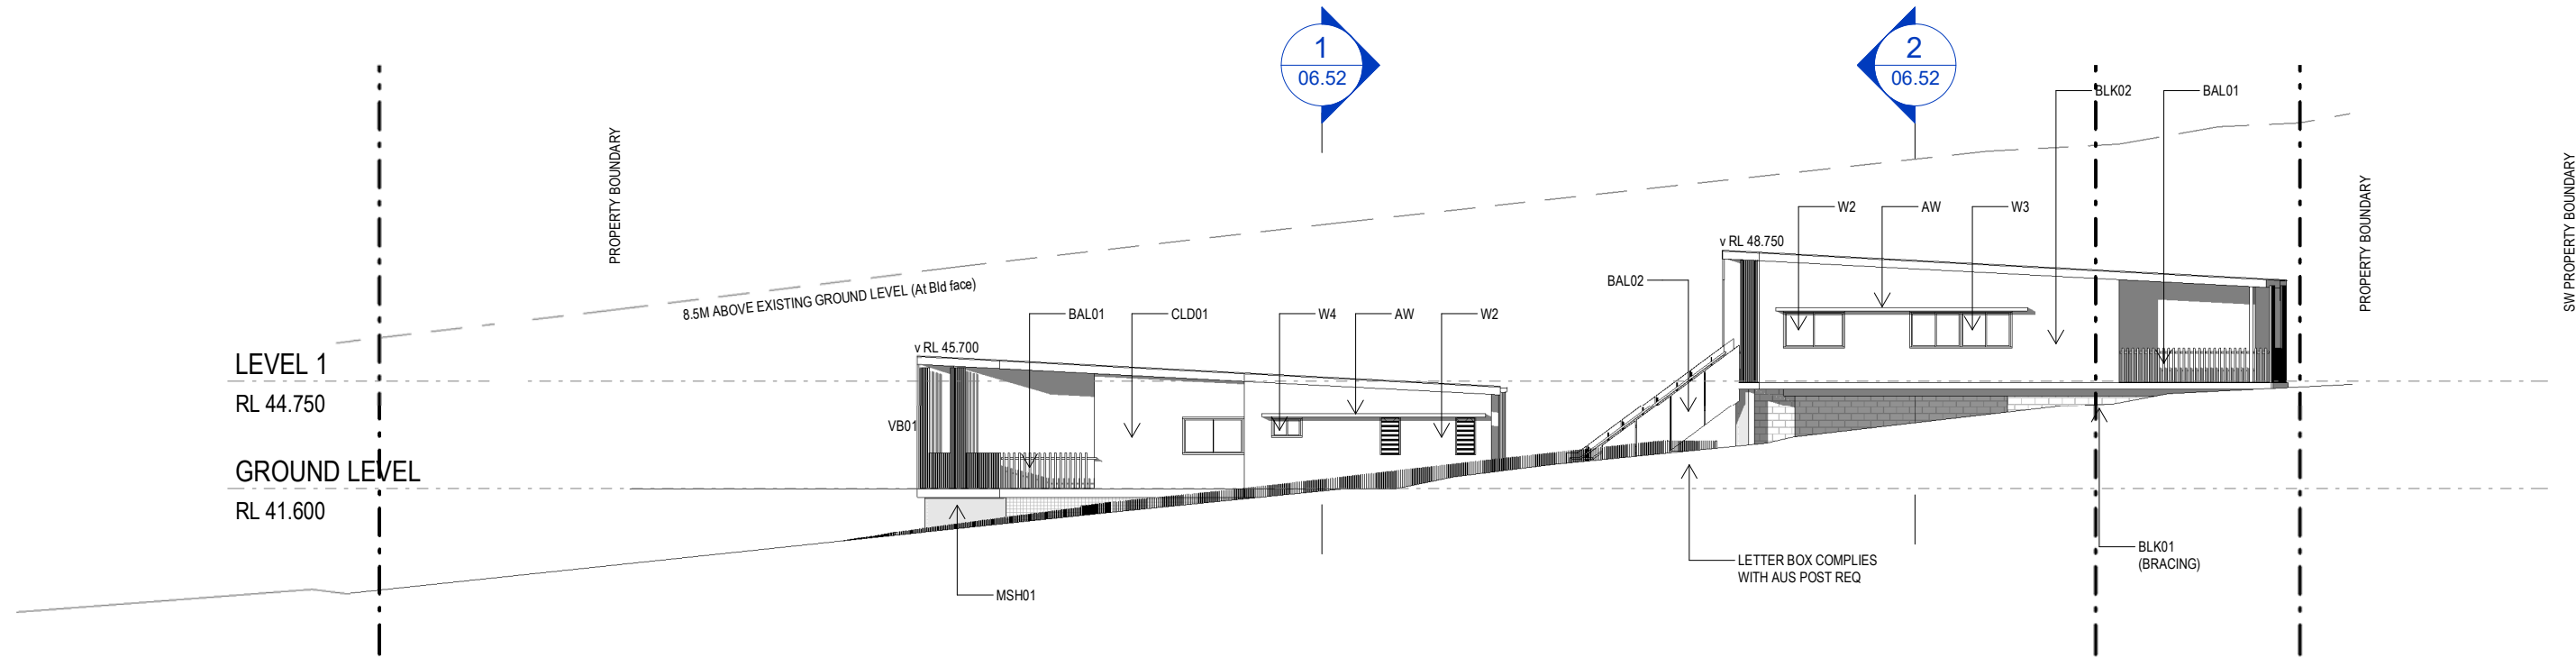 1
06.52
2
06.52
BLK02
BAL01
PROPERTY BOUNDARY
PROPERTY BOUNDARY
SW PROPERTY BOUNDARY
W2
AW
W3
v RL 48.750
BAL02
8.5M ABOVE EXISTING GROUND LEVEL (At Bld face)
BAL01
CLD01
W4
AW
W2
v RL 45.700
LEVEL 1
RL 44.750
VB01
GROUND LEVEL
RL 41.600
LETTER BOX COMPLIES
WITH AUS POST REQ
BLK01
(BRACING)
MSH01